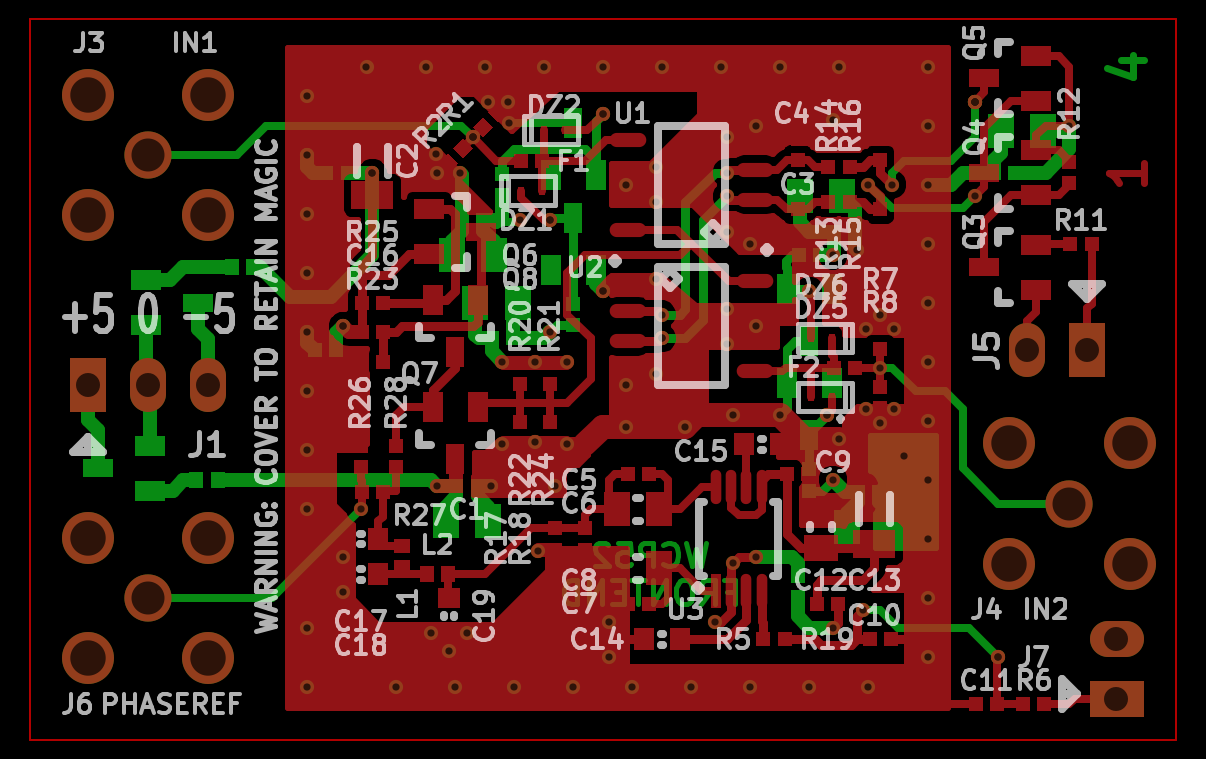 J3
IN1
Q5
4
R2
R1
DZ2
U1
C4
R14
R16
R12
Q4
C2
F1
1
C3
R25
C16
R23
DZ1
Q6
Q8
U2
R13
R15
Q3
R11
DZ6
DZ5
R7
R8
+5 0 -5
R20
R21
J5
Q7
F2
R26
R28
WARNING: COVER TO RETAIN MAGIC
J1
C15
C9
R22
R24
C5
C6
R27
C1
L2
R17
R18
C8
C7
U3
C12
C13
C10
L1
C19
C17
C18
C14
R5
R19
J4
IN2
J7
C11
R6
J6 PHASEREF